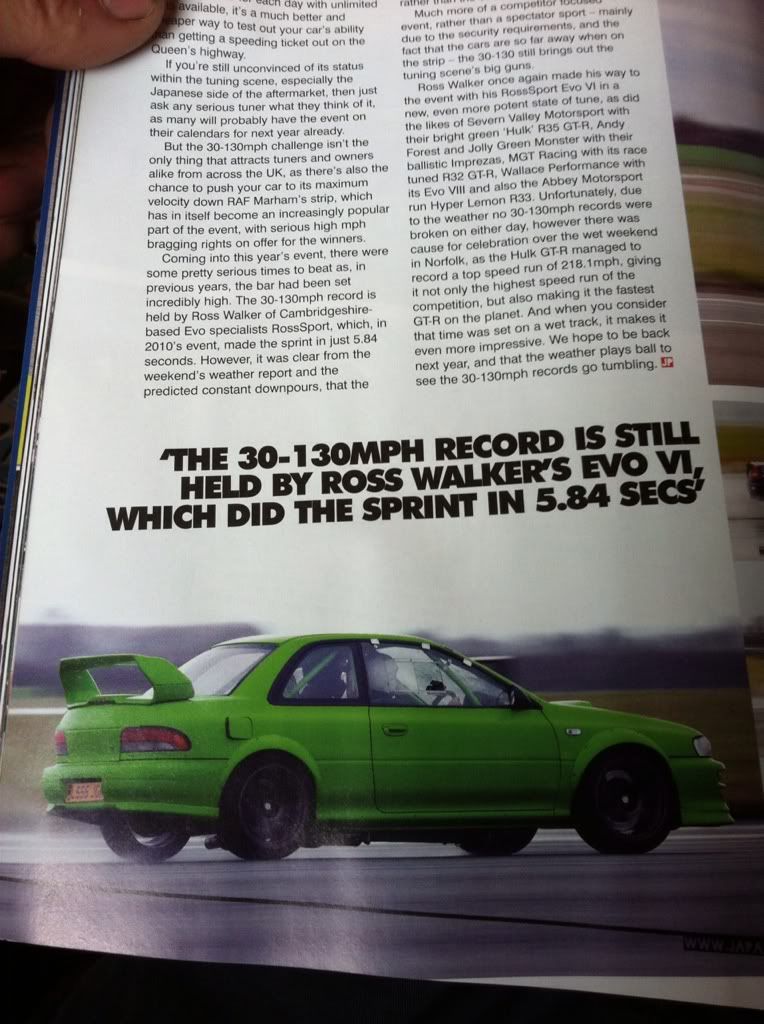 each day with unlimited
is available, it's a much better and
way to test out your car's ability
getting a speeding ticket out on the
Queen's highway.
If you're still unconvinced of its status
within the tuning scene, especially the
Japanese side of the aftermarket, then just
ask any serious tuner what they think of it,
as many will probably have the event on
their calendars for next year already.
But the 30-130mph challenge isn't the
only thing that attracts tuners and owners
alike from across the UK, as there's also the
chance to push your car to its maximum
velocity down RAF Marham's strip, which
has in itself become an increasingly popular
part of the event, with serious high mph
bragging rights on offer for the winners.
Coming into this year's event, there were
some pretty serious times to beat as, in
previous years, the bar had been set
incredibly high. The 30-130mph record is
held by Ross Walker of Cambridgeshire-
based Evo specialists RossSport, which, in
2010's event, made the sprint in just 5.84
seconds. However, it was clear from the
weekend's weather report and the
predicted constant downpours, that the
Much more of a competitor focused
event, rather than a spectator sport – mainly
due to the security requirements, and the
fact that the cars are so far away when on
the strip – the 30-130 still brings out the
tuning scene's big guns.
Ross Walker once again made his way to
the event with his RossSport Evo VI in a
new, even more potent state of tune, as did
the likes of Severn Valley Motorsport with
their bright green 'Hulk' R35 GT-R, Andy
Forest and Jolly Green Monster with their
ballistic Imprezas, MGT Racing with its race
tuned R32 GT-R, Wallace Performance with
its Evo VIII and also the Abbey Motorsport
run Hyper Lemon R33. Unfortunately, due
to the weather no 30-130mph records were
broken on either day, however there was
cause for celebration over the wet weekend
in Norfolk, as the Hulk GT-R managed to
record a top speed run of 218.1mph, giving
it not only the highest speed run of the
competition, but also making it the fastest
GT-R on the planet. And when you consider
that time was set on a wet track, it makes it
even more impressive. We hope to be back
next year, and that the weather plays ball to
see the 30-130mph records go tumbling. JP
'THE 30-130MPH RECORD IS STILL
HELD BY ROSS WALKER'S EVO VI,
WHICH DID THE SPRINT IN 5.84 SECS'
WWW.JAPA